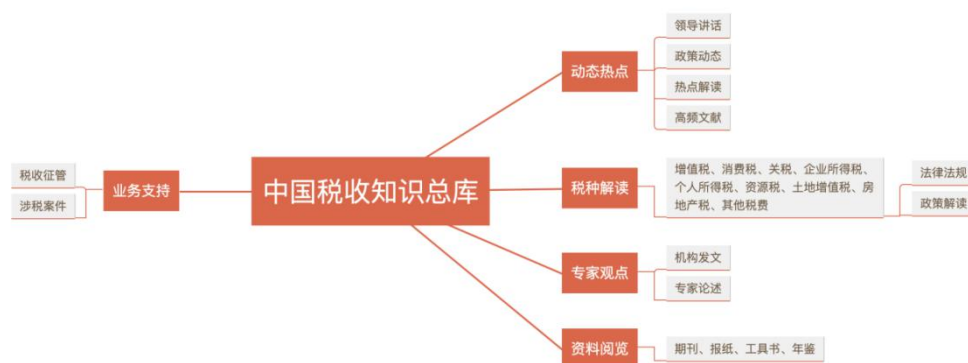 领导讲话
政策动态
动态热点
热点解读
高频文献
税收征管
业务支持
涉税案件
中国税收知识总库
税种解读
增值税、消费税、关税、企业所得税、
个人所得税、资源税、土地增值税、房
地产税、其他税费
法律法规
政策解读
专家观点
机构发文
专家论述
资料阅览
期刊、报纸、工具书、年鉴